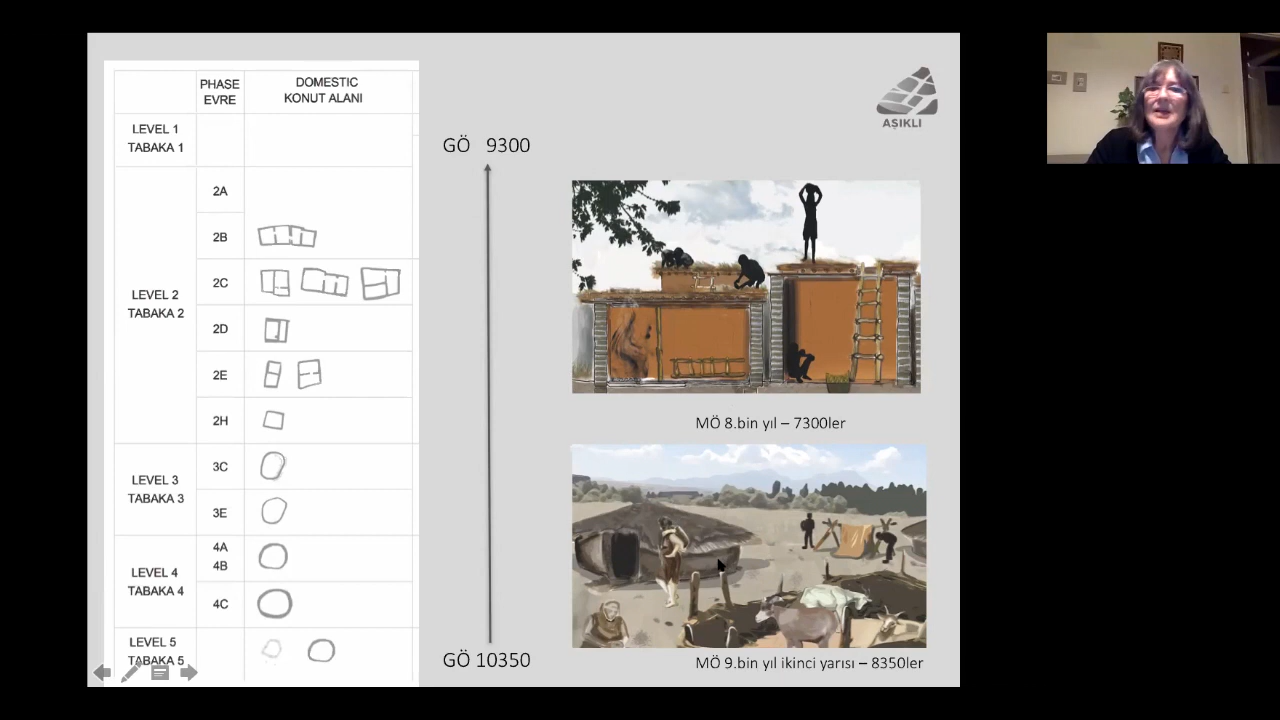 PHASE
EVRE
DOMESTIC
KONUT ALANI
LEVEL 1
TABAKA 1
2A
2B
LEVEL 2
TABAKA 2
2C
2D
2E
2H
LEVEL 3
TABAKA 3
3C
3E
LEVEL 4
TABAKA 4
4A
4B
4C
LEVEL 5
TABAKA 5
GÖ 9300
GÖ 10350
AŞIKLI
MÖ 8.bin yıl – 7300ler
MÖ 9.bin yıl ikinci yarısı – 8350ler